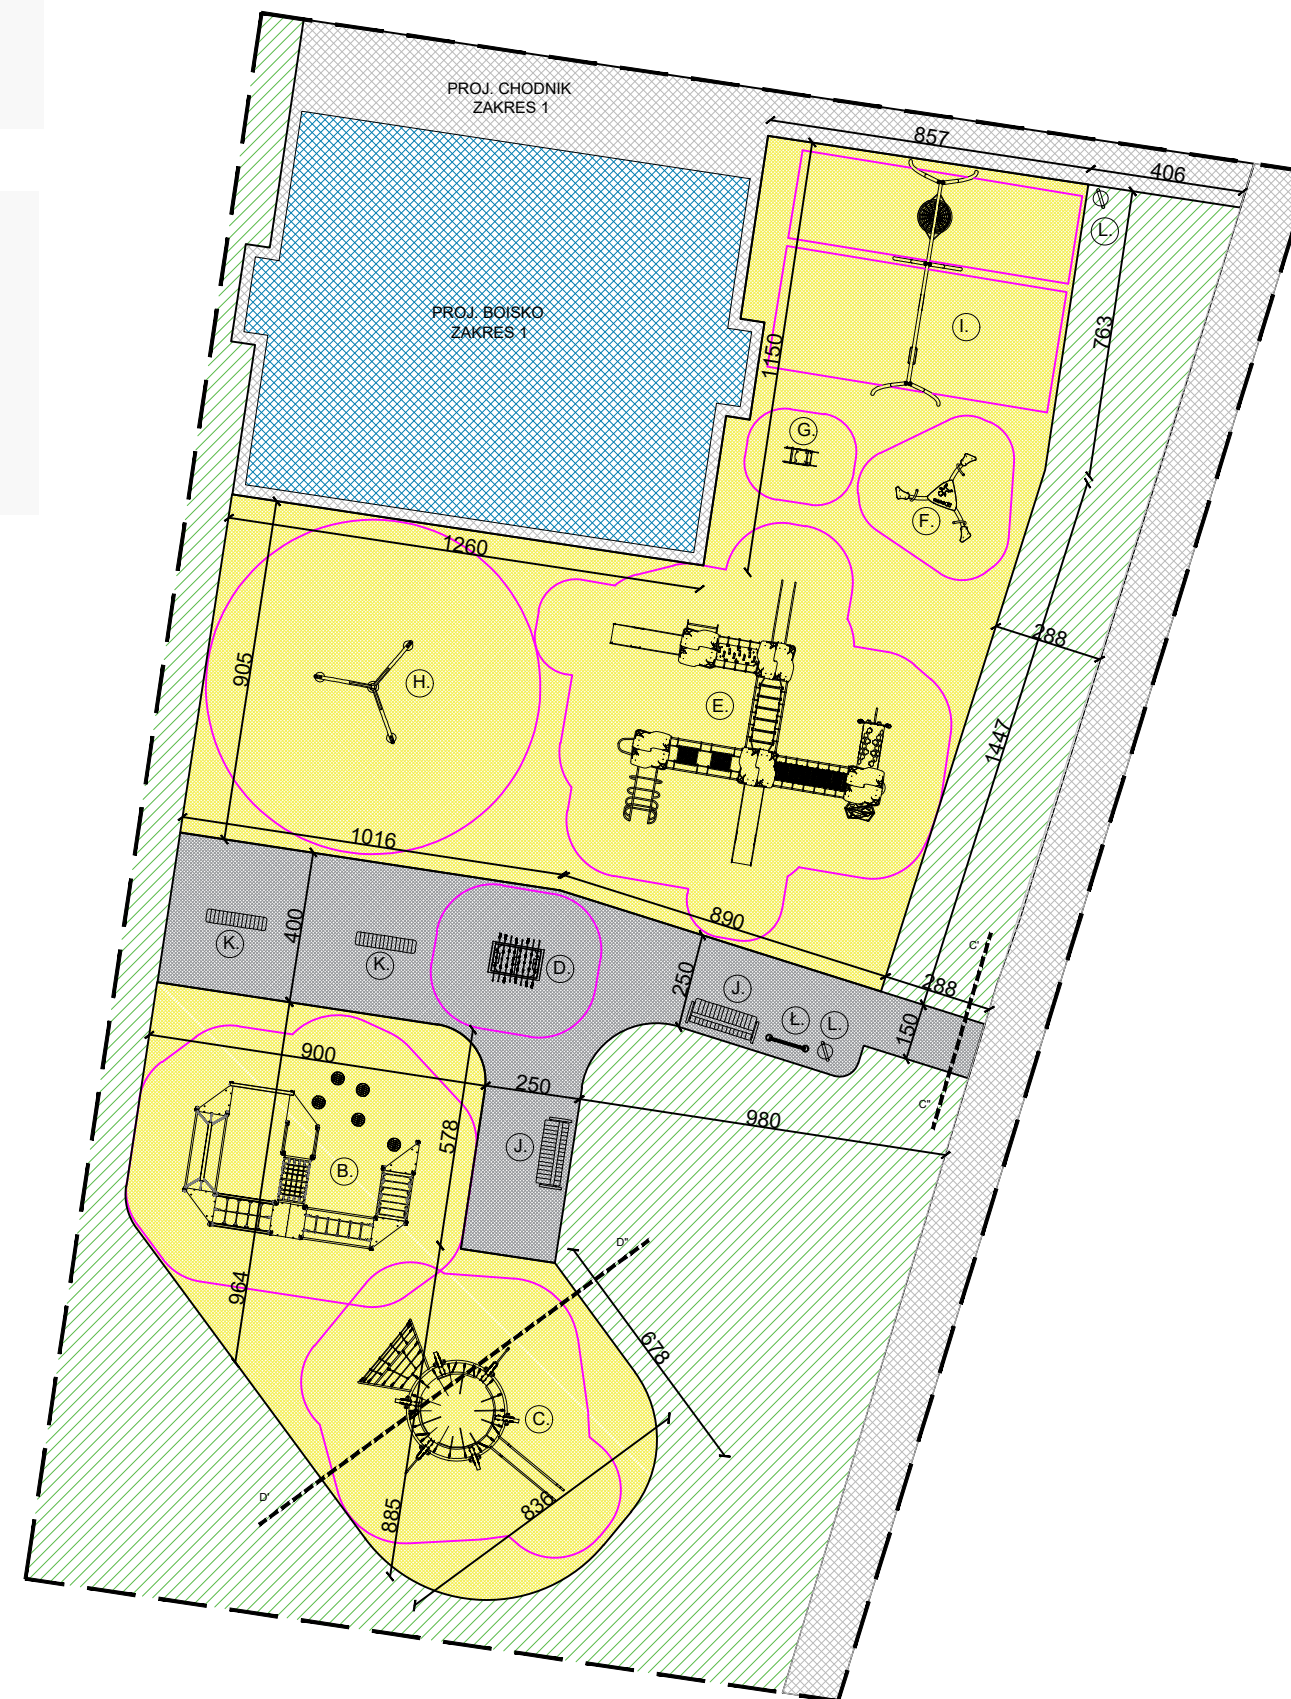 PROJ. CHODNIK
ZAKRES 1
857
406
L.
PROJ. BOISKO
ZAKRES 1
I.
763
1150
G.
F.
1260
288
905
H.
E.
1447
1016
890
400
K.
K.
D.
C'
250
J.
288
Ł.
L.
150
900
250
C''
980
578
J.
B.
D''
964
678
C.
D'
885
836